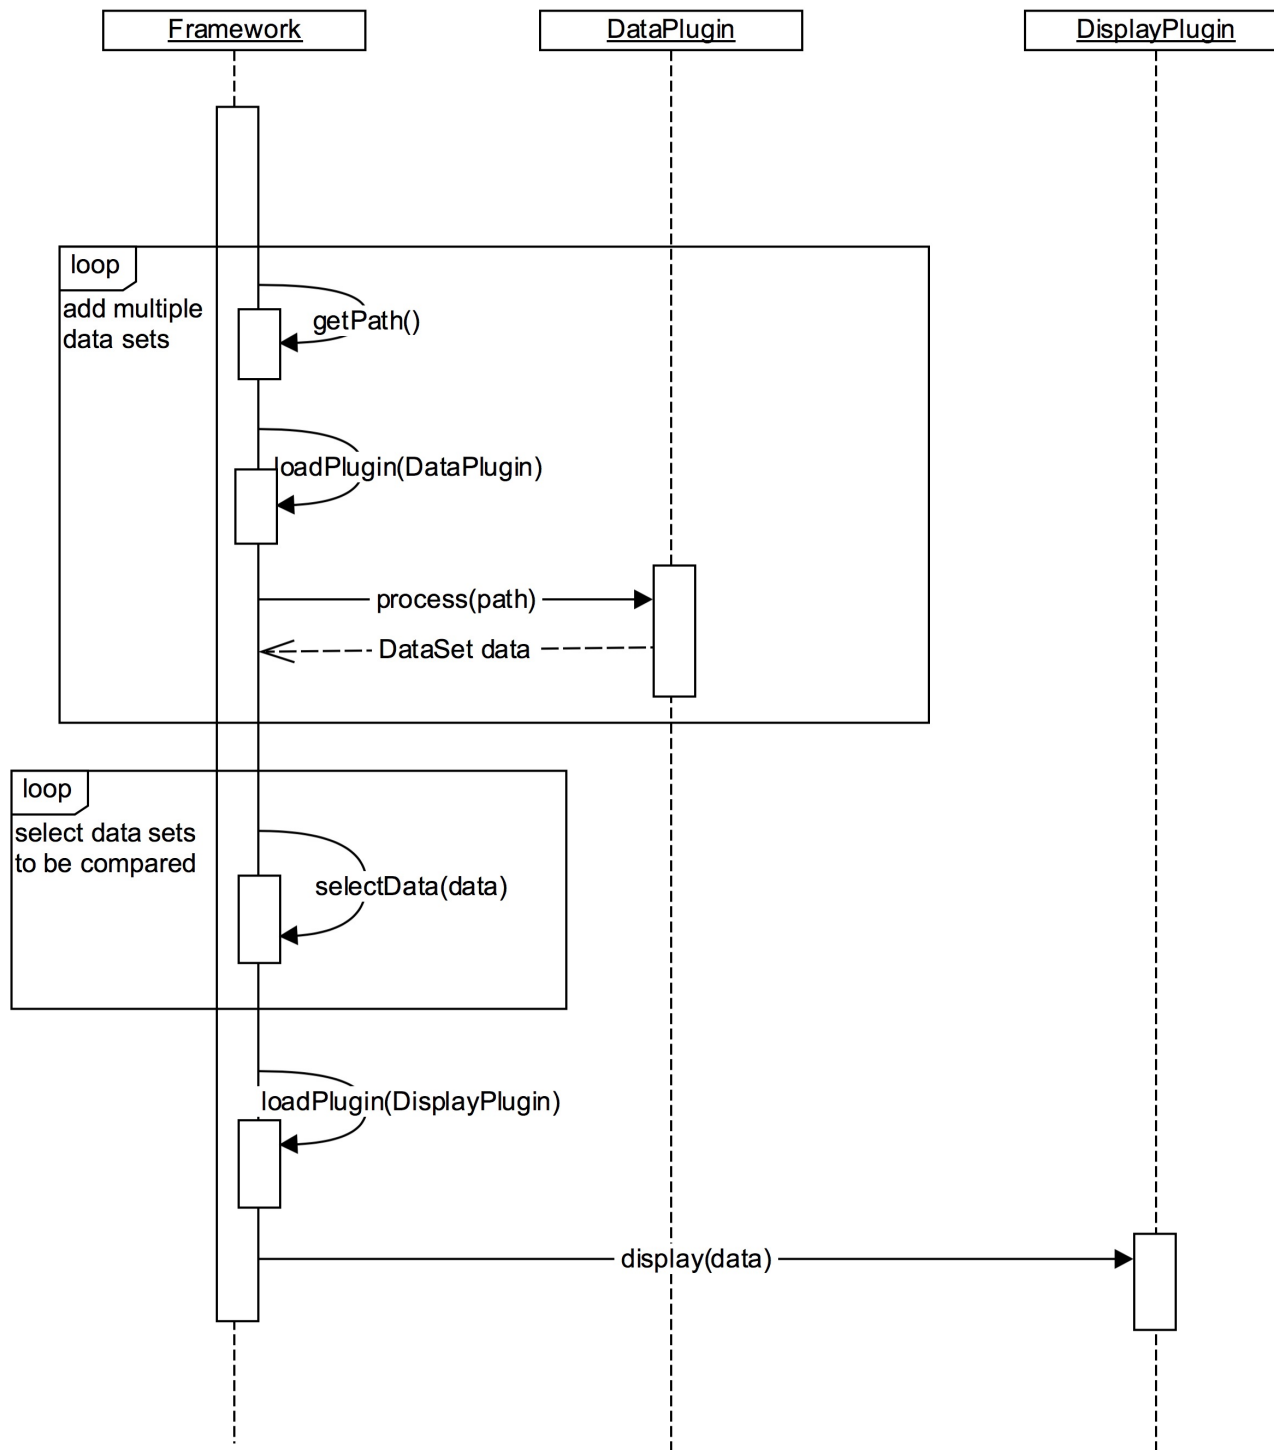 Framework
DataPlugin
DisplayPlugin
loop
add multiple
data sets
getPath()
loadPlugin(DataPlugin)
process(path)
DataSet data
loop
select data sets
to be compared
selectData(data)
loadPlugin(DisplayPlugin)
display(data)